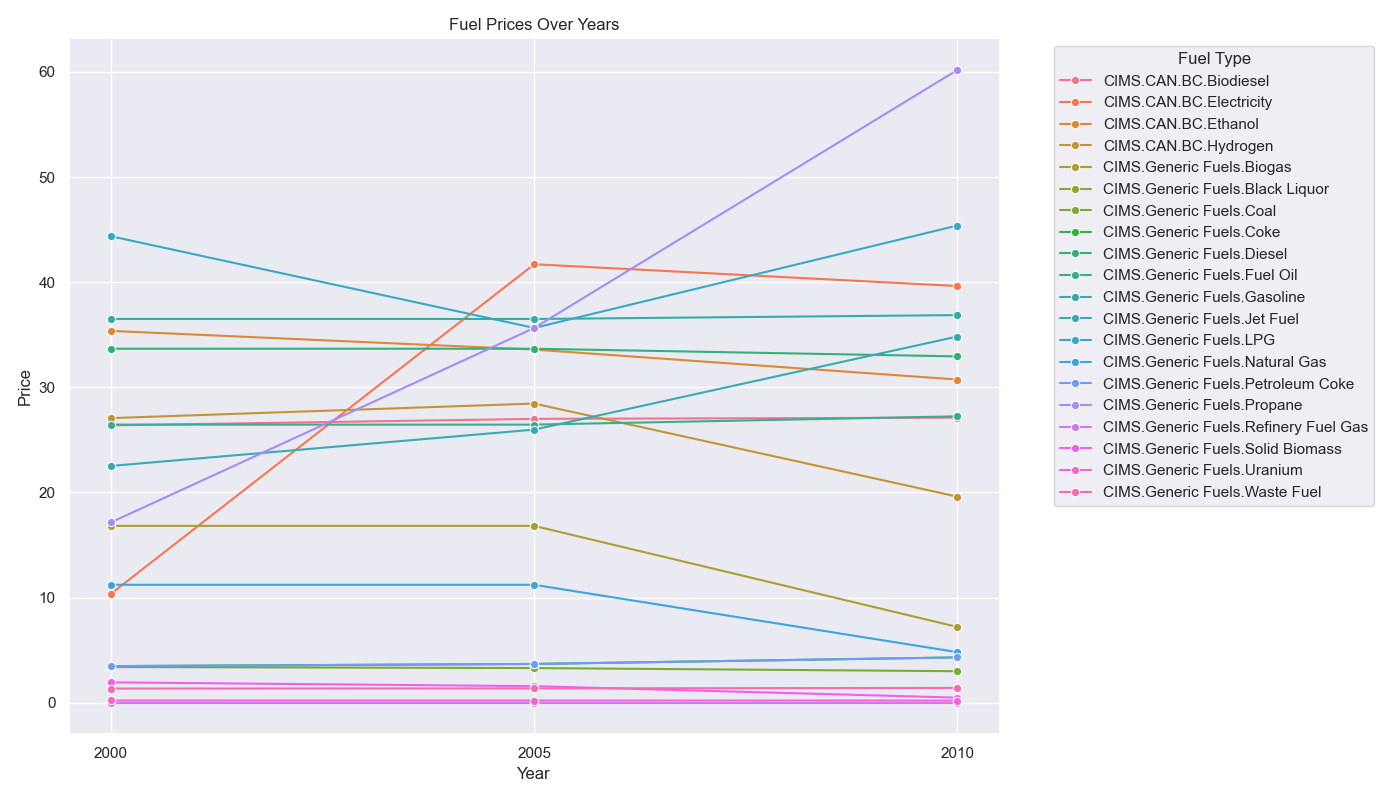 Fuel Prices Over Years
Price
60
50
40
30
20
10
0
2000
2005
2010
Year
Fuel Type
CIMS.CAN.BC.Biodiesel
CIMS.CAN.BC.Electricity
CIMS.CAN.BC.Ethanol
CIMS.CAN.BC.Hydrogen
CIMS.Generic Fuels.Biogas
CIMS.Generic Fuels.Black Liquor
CIMS.Generic Fuels.Coal
CIMS.Generic Fuels.Coke
CIMS.Generic Fuels.Diesel
CIMS.Generic Fuels.Fuel Oil
CIMS.Generic Fuels.Gasoline
CIMS.Generic Fuels.Jet Fuel
CIMS.Generic Fuels.LPG
CIMS.Generic Fuels.Natural Gas
CIMS.Generic Fuels.Petroleum Coke
CIMS.Generic Fuels.Propane
CIMS.Generic Fuels.Refinery Fuel Gas
CIMS.Generic Fuels.Solid Biomass
CIMS.Generic Fuels.Uranium
CIMS.Generic Fuels.Waste Fuel